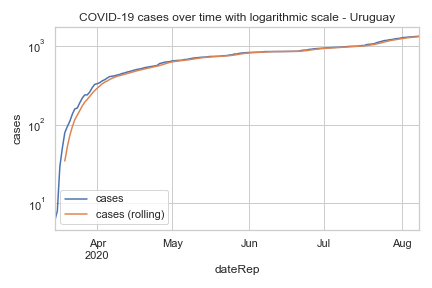 COVID-19 cases over time with logarithmic scale - Uruguay
cases
10³
10²
10¹
cases
cases (rolling)
Apr
2020
May
Jun
Jul
Aug
dateRep